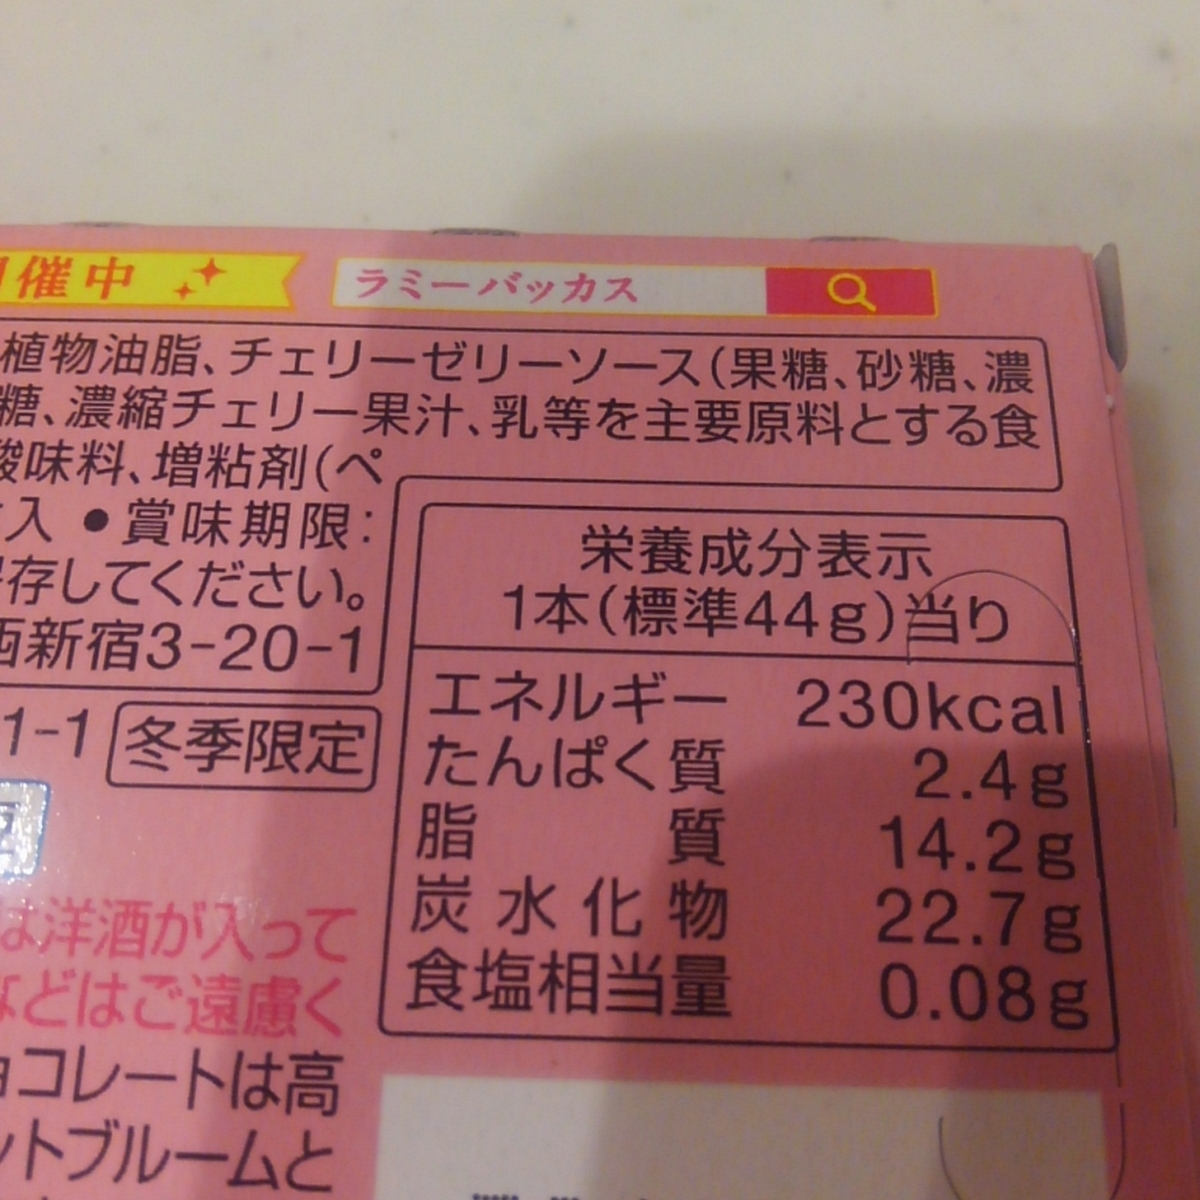 催中
ラミーバッカス
植物油脂、チェリーゼリーソース(果糖、砂糖、濃
糖、濃縮チェリー果汁、乳等を主要原料とする食
酸味料、増粘剤(ペ
入 ●賞味期限:
存してください。
西新宿3-20-1
1-1 冬季限定
栄養成分表示
1本(標準44g)当り
エネルギー 230kcal
たんぱく質 2.4g
脂質 14.2g
炭水化物 22.7g
食塩相当量 0.08g
は洋酒が入って
などはご遠慮く
ョコレートは高
ットブルームと